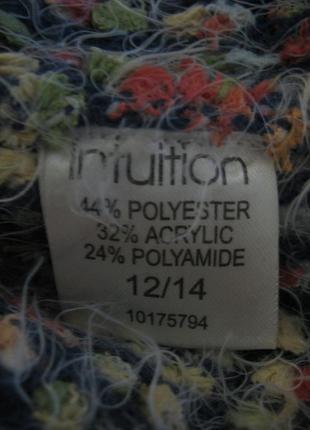 intuition
44% POLYESTER
32% ACRYLIC
24% POLYAMIDE
12/14
10175794